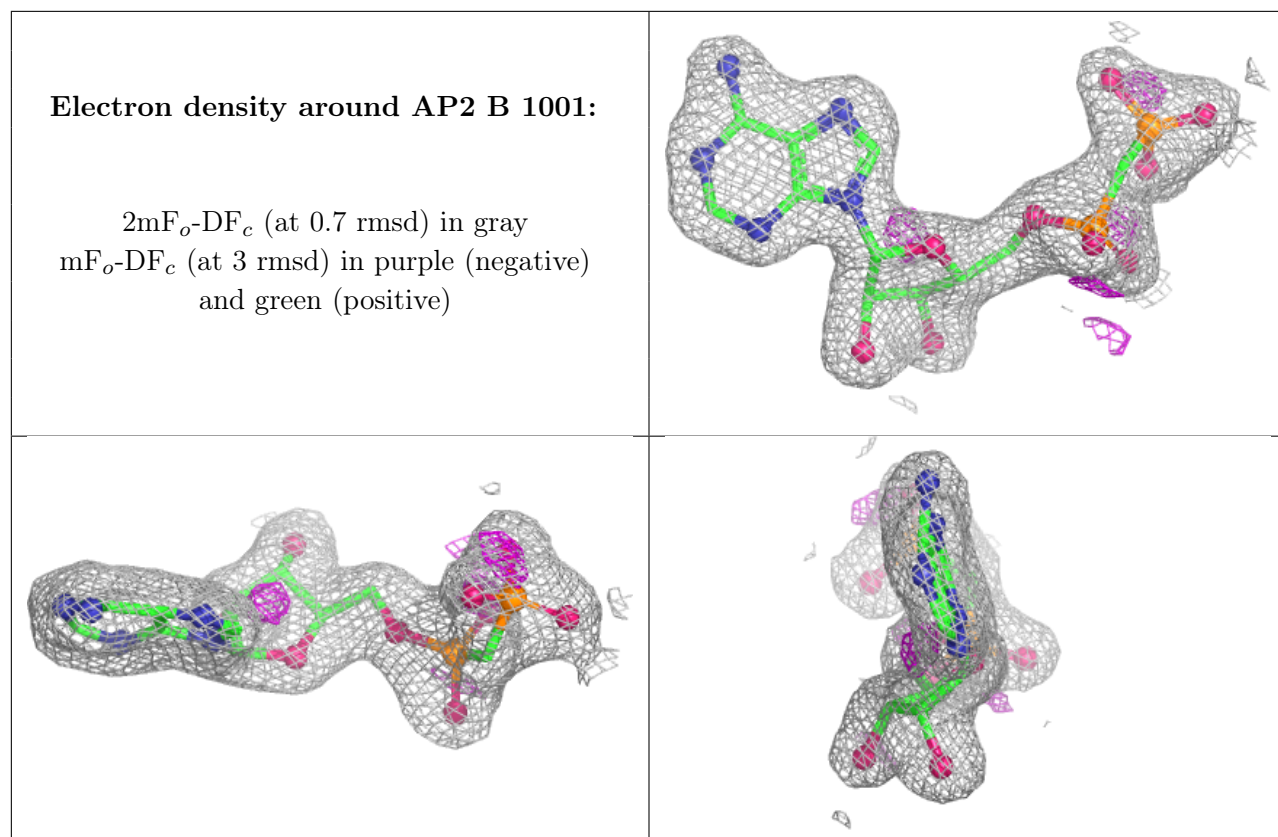 Electron density around AP2 B 1001:
2mFo-DFc (at 0.7 rmsd) in gray
mFo-DFc (at 3 rmsd) in purple (negative)
and green (positive)